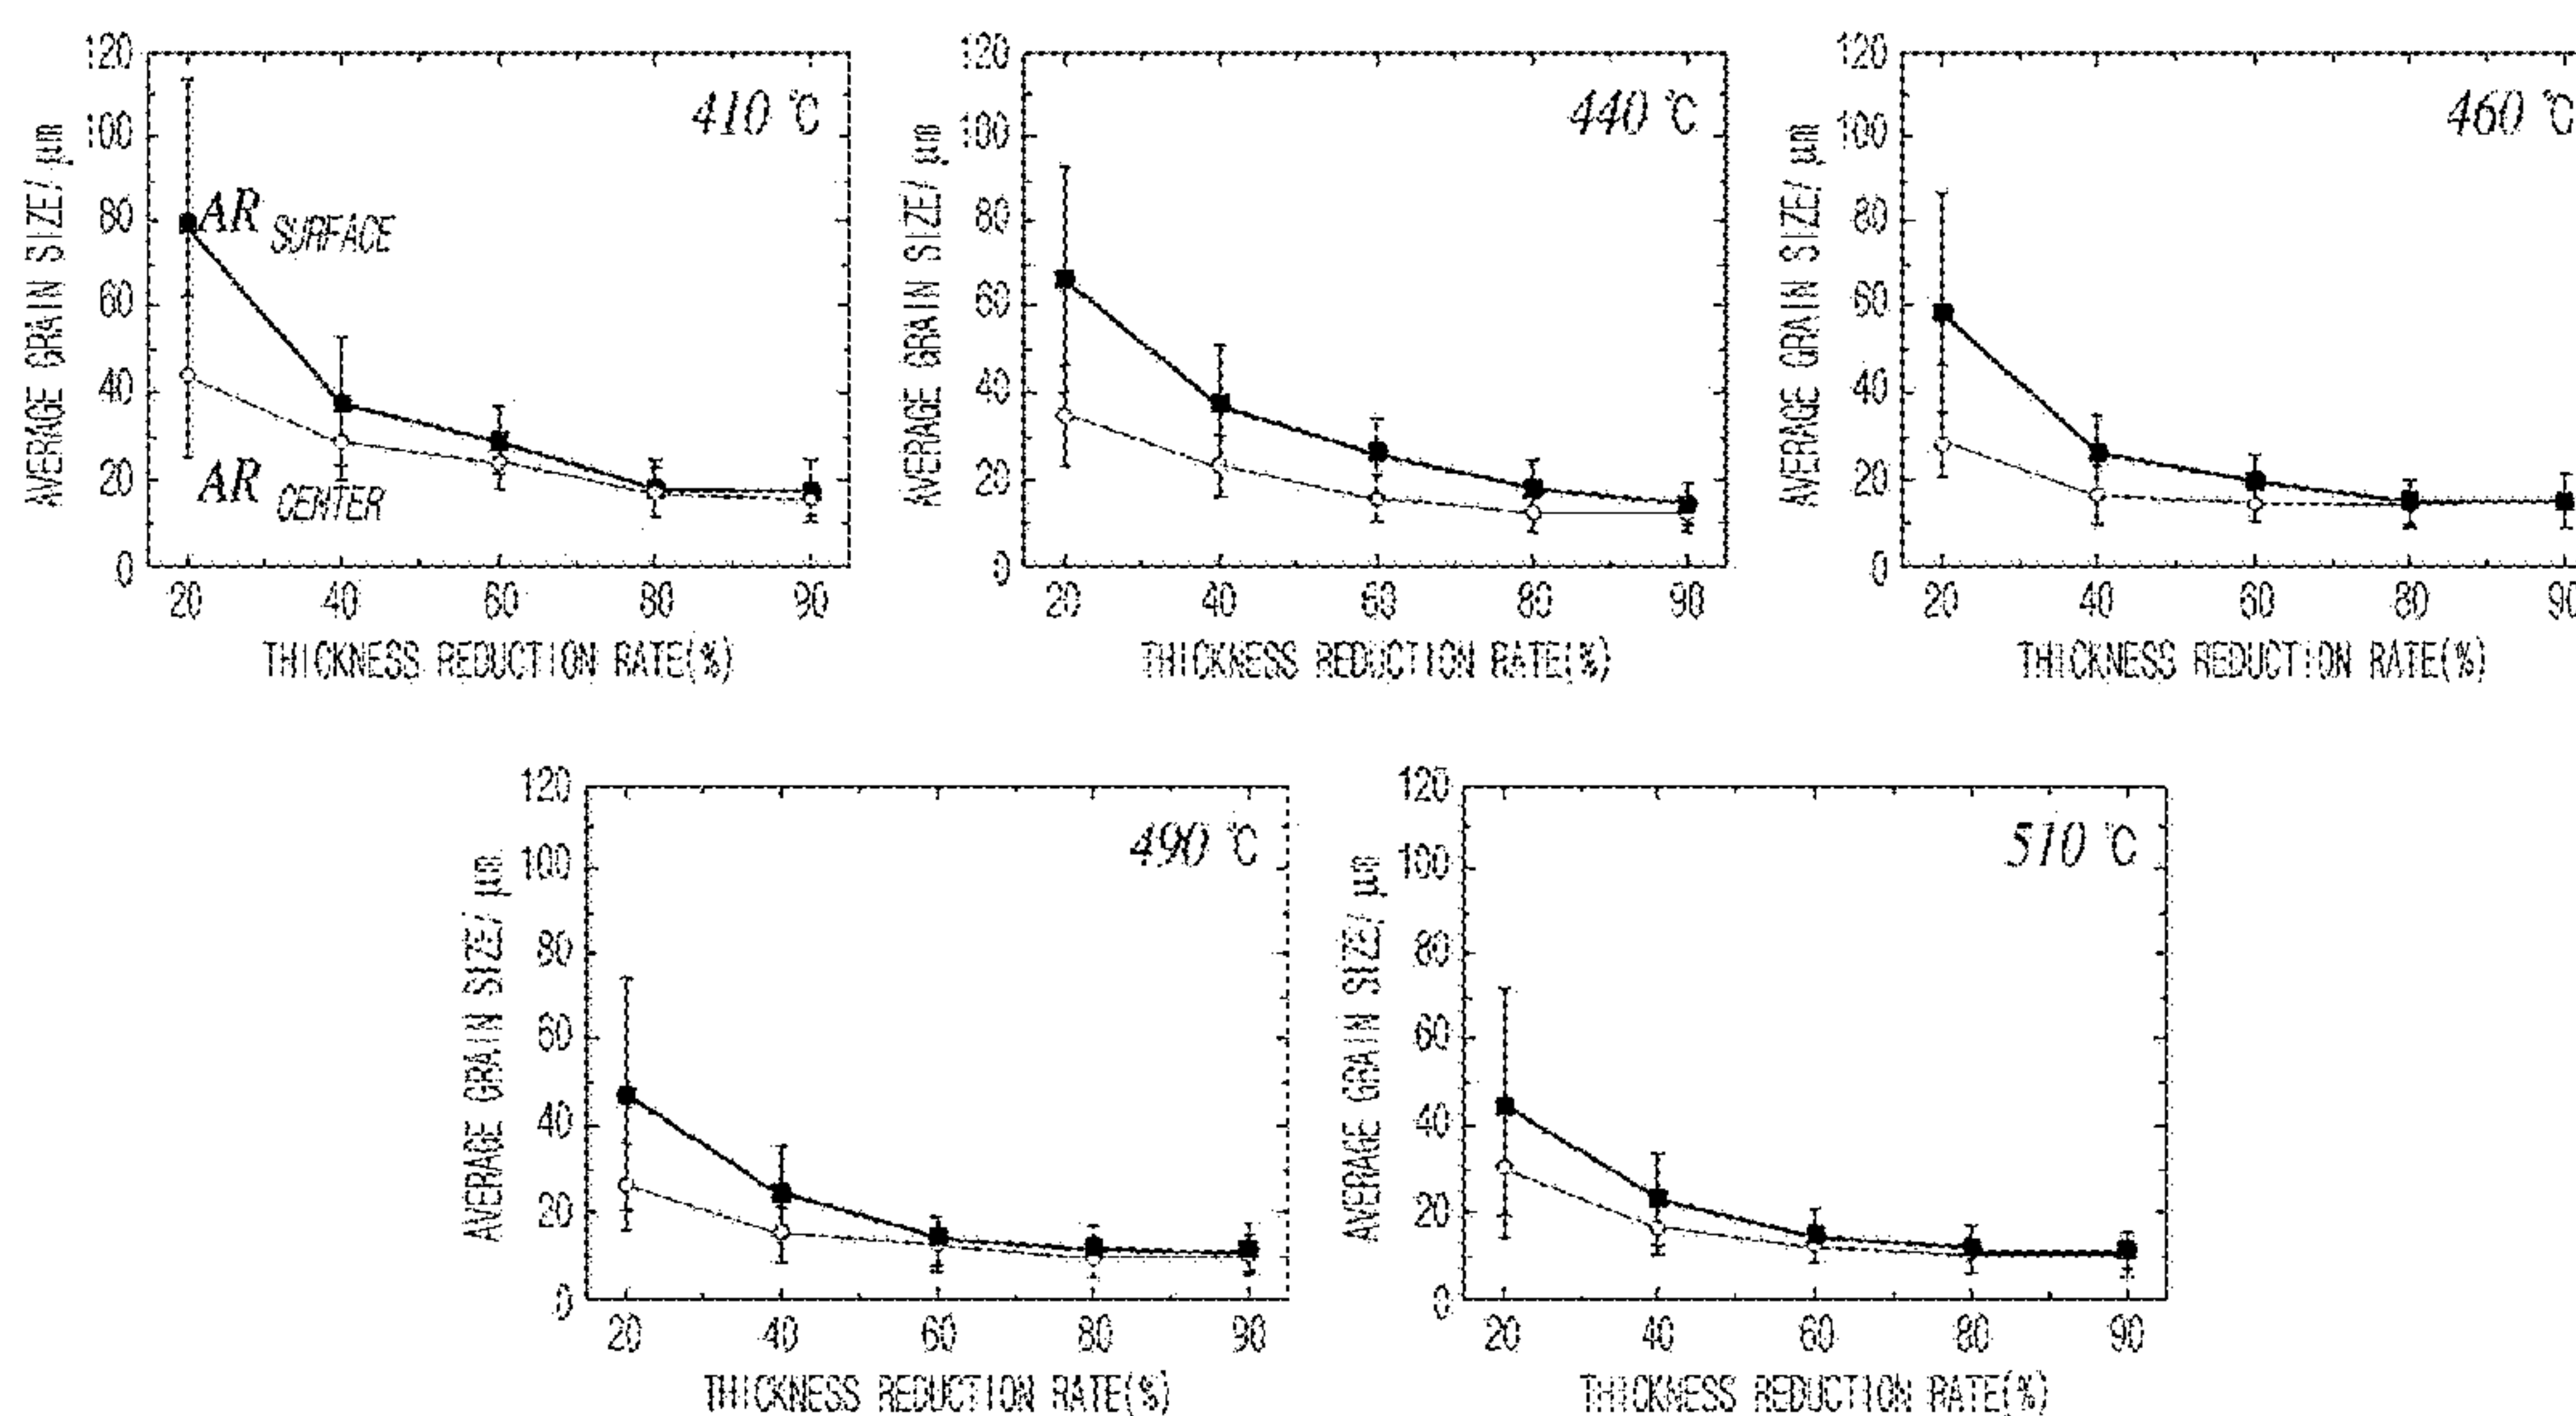 120
100
80
60
40
20
0
AVERAGE GRAIN SIZE/ μm
410 ℃
AR SURFACE
AR CENTER
20 40 60 80 90
THICKNESS REDUCTION RATE(%)
120
100
80
60
40
20
0
AVERAGE GRAIN SIZE/ μm
440 ℃
20 40 60 80 90
THICKNESS REDUCTION RATE(%)
120
100
80
60
40
20
0
AVERAGE GRAIN SIZE/ μm
460 ℃
20 40 60 80 90
THICKNESS REDUCTION RATE(%)
120
100
80
60
40
20
0
AVERAGE GRAIN SIZE/ μm
490 ℃
20 40 60 80 90
THICKNESS REDUCTION RATE(%)
120
100
80
60
40
20
0
AVERAGE GRAIN SIZE/ μm
510 ℃
20 40 60 80 90
THICKNESS REDUCTION RATE(%)